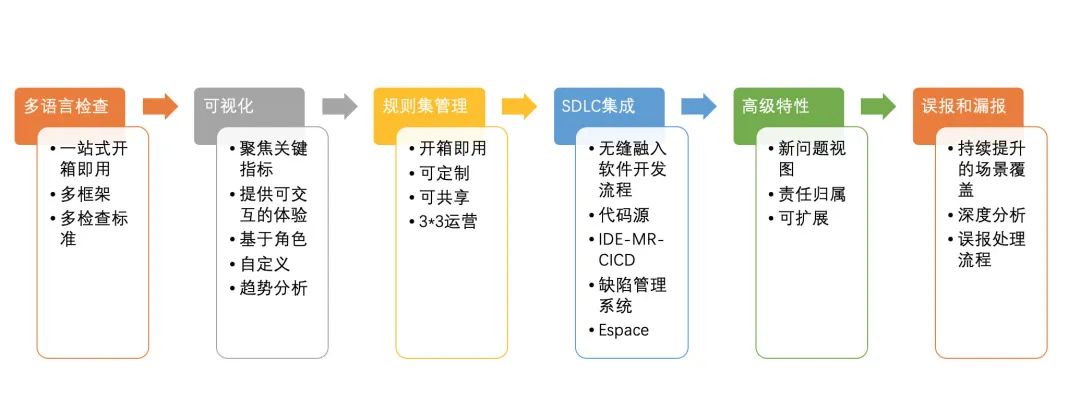 多语言检查
• 一站式开
箱即用
• 多框架
• 多检查标
准
可视化
• 聚焦关键
指标
• 提供可交
互的体验
• 基于角色
• 自定义
• 趋势分析
规则集管理
• 开箱即用
• 可定制
• 可共享
• 3*3运营
SDLC集成
• 无缝融入
软件开发
流程
• 代码源
• IDE-MR-
CICD
• 缺陷管理
系统
• Espace
高级特性
• 新问题视
图
• 责任归属
• 可扩展
误报和漏报
• 持续提升
的场景覆
盖
• 深度分析
• 误报处理
流程